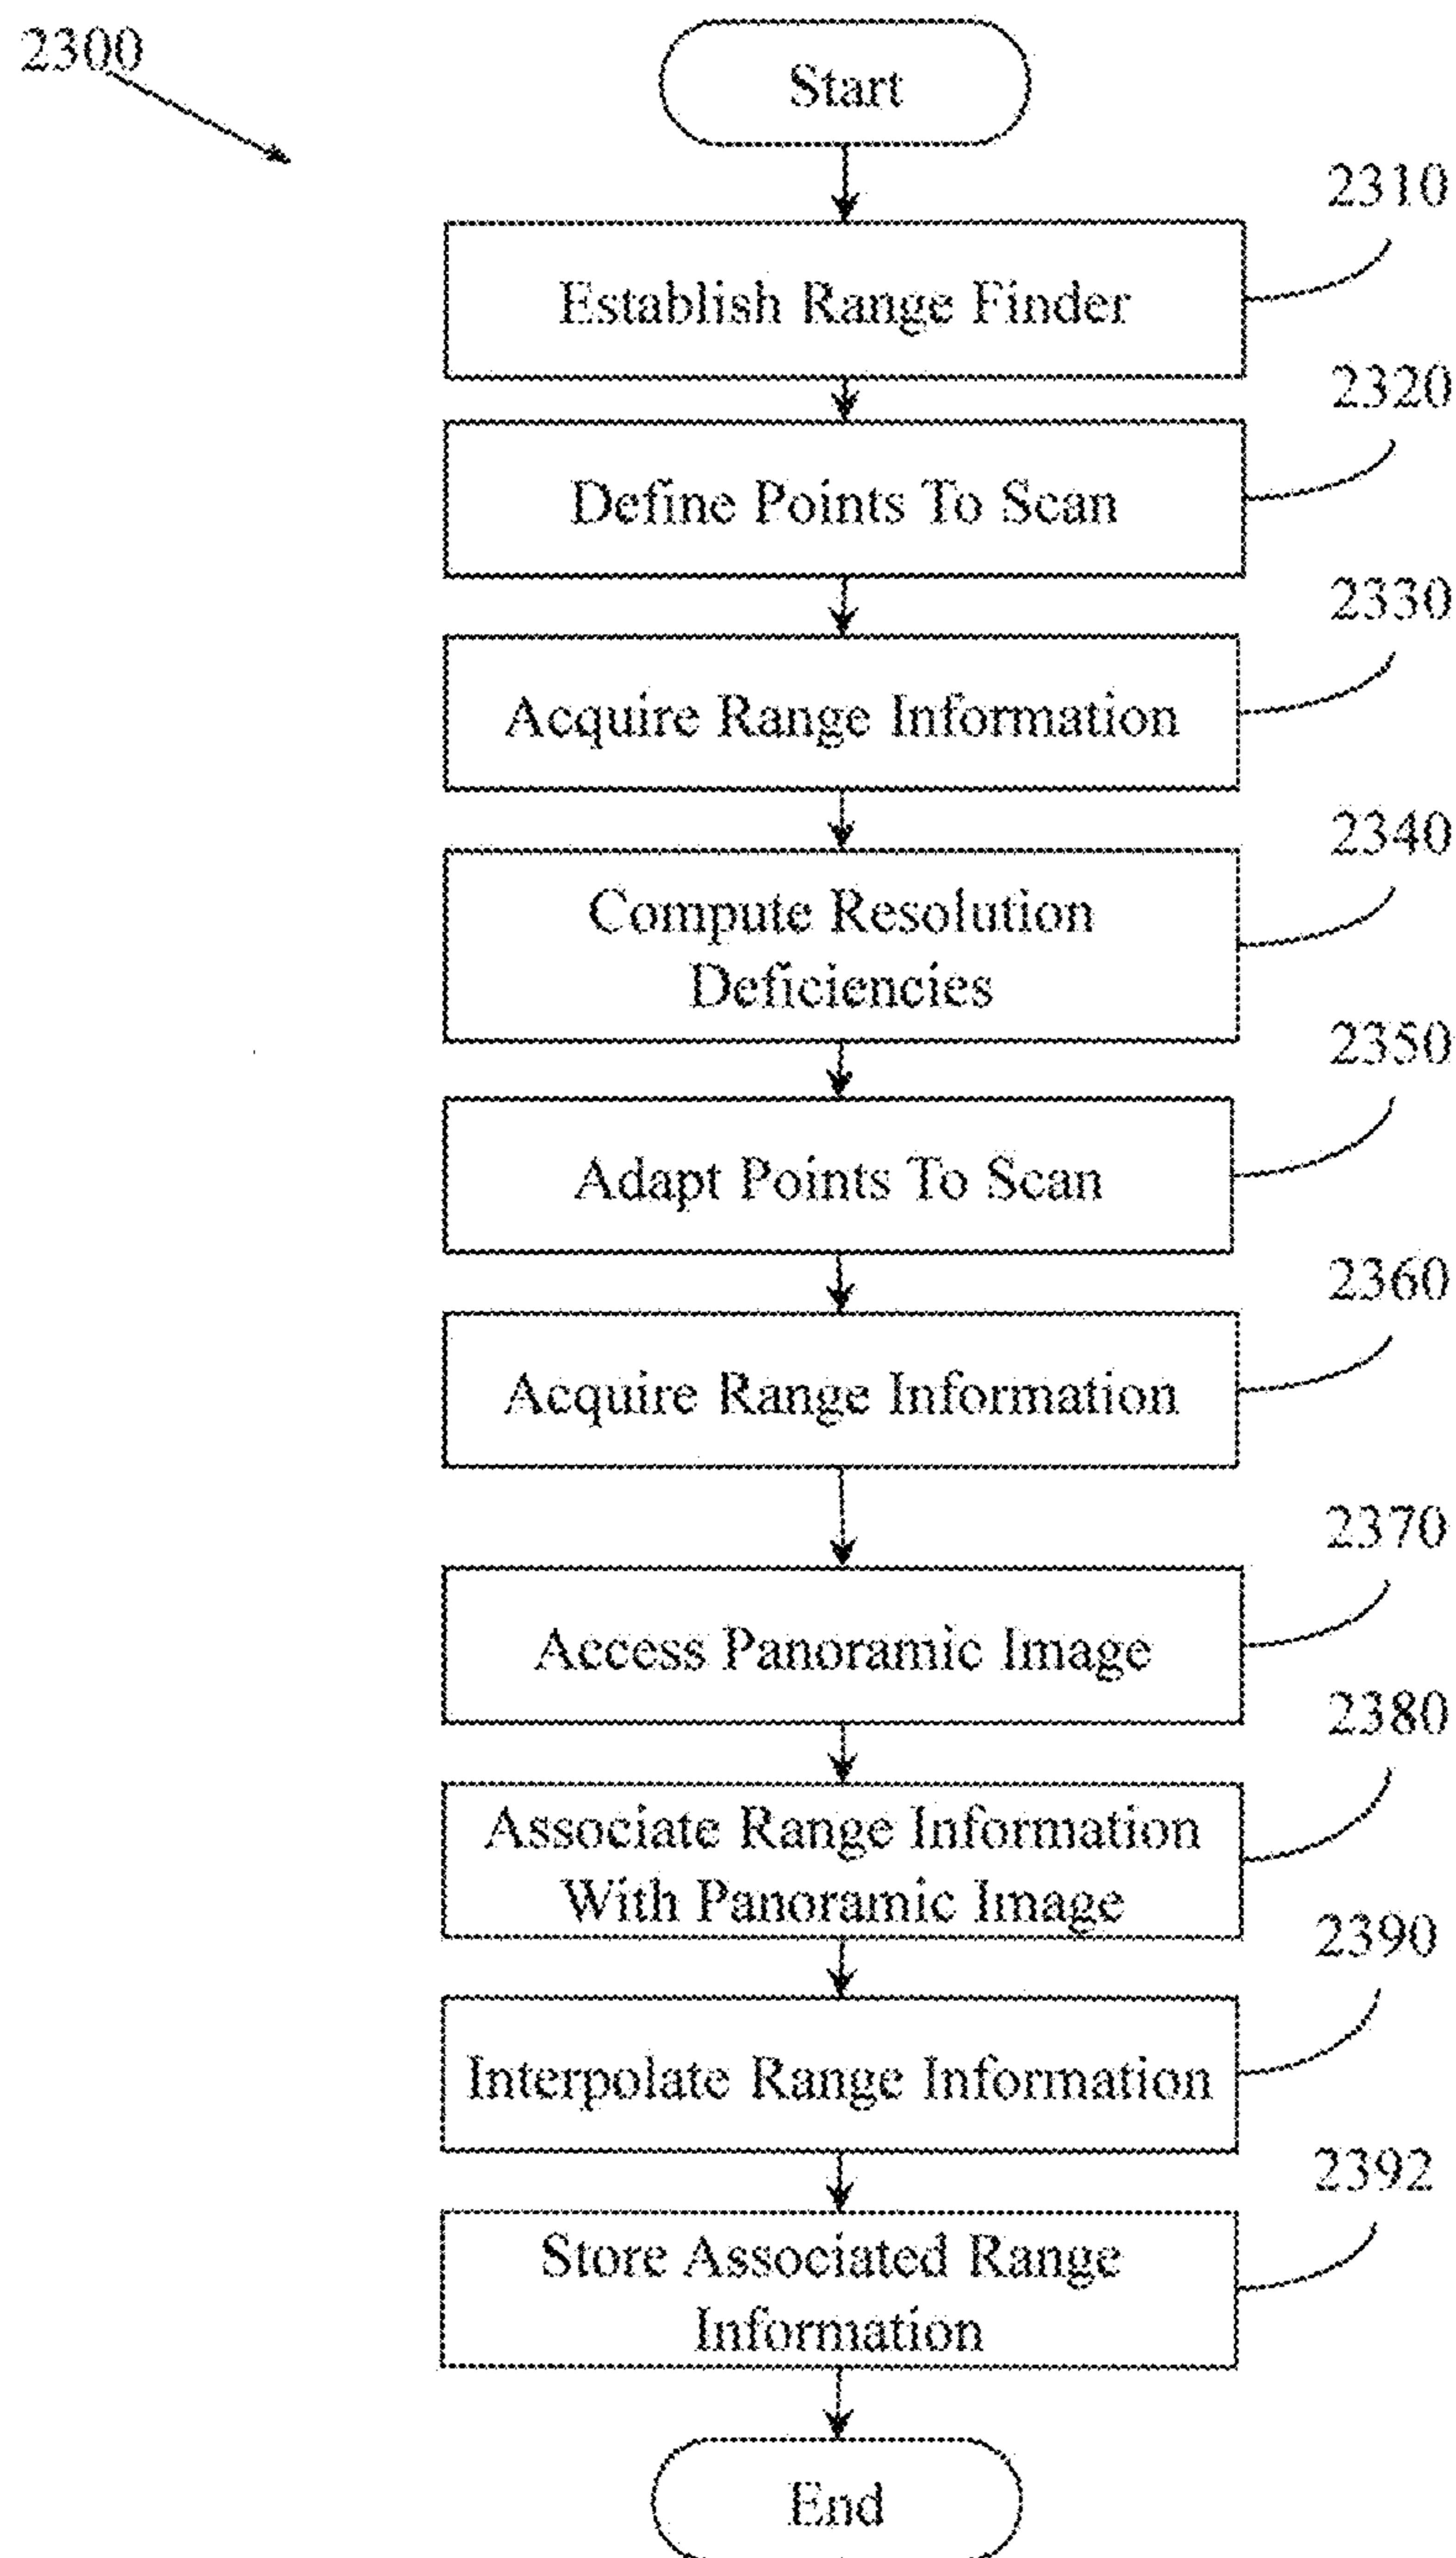 2300
Start
2310
Establish Range Finder
2320
Define Points To Scan
2330
Acquire Range Information
2340
Compute Resolution
Deficiencies
2350
Adapt Points To Scan
2360
Acquire Range Information
2370
Access Panoramic Image
2380
Associate Range Information
With Panoramic Image
2390
Interpolate Range Information
2392
Store Associated Range
Information
End